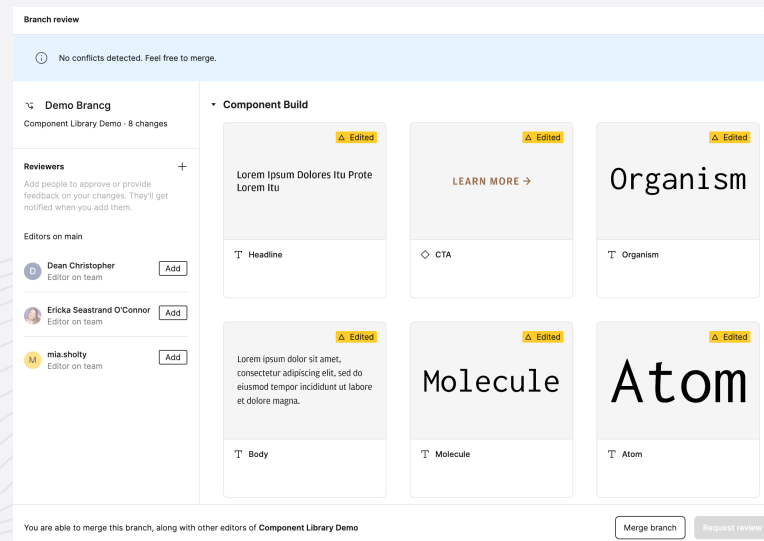 Branch review
No conflicts detected. Feel free to merge.
Demo Brancg
Component Library Demo · 8 changes
Reviewers
Add people to approve or provide
feedback on your changes. They'll get
notified when you add them.
Editors on main
D
Dean Christopher
Editor on team
Add
Ericka Seastrand O'Connor
Editor on team
Add
M
mia.sholty
Editor on team
Add
Component Build
Edited
Lorem Ipsum Dolores Itu Prote
Lorem Itu
T Headline
Edited
LEARN MORE →
CTA
Edited
Organism
T Organism
Edited
Lorem ipsum dolor sit amet,
consectetur adipiscing elit, sed do
eiusmod tempor incididunt ut labore
et dolore magna.
T Body
Edited
Molecule
T Molecule
Edited
Atom
T Atom
You are able to merge this branch, along with other editors of Component Library Demo
Merge branch
Request review